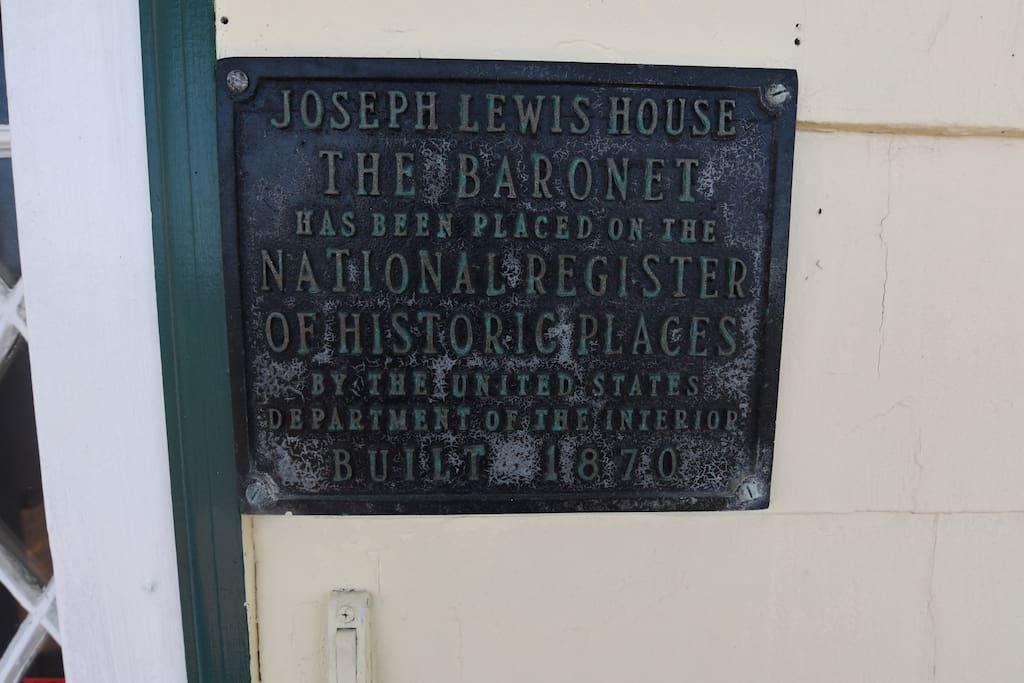 JOSEPH LEWIS HOUSE
THE BARONET
HAS BEEN PLACED ON THE
NATIONAL REGISTER
OF HISTORIC PLACES
BY THE UNITED STATES
DEPARTMENT OF THE INTERIOR
BUILT 1870